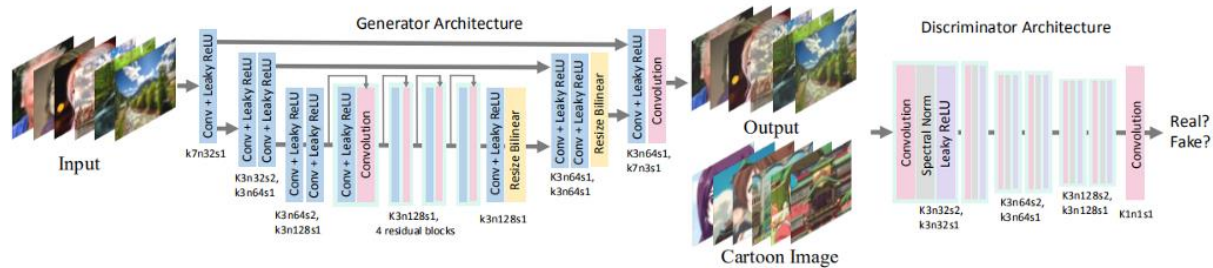 Generator Architecture
Discriminator Architecture
Input
Conv + Leaky ReLU
k7n32s1
Conv + Leaky ReLU
Conv + Leaky ReLU
K3n32s2,
k3n64s1
Conv + Leaky ReLU
Conv + Leaky ReLU
K3n64s2,
k3n128s1
Conv + Leaky ReLU
Convolution
K3n128s1,
4 residual blocks
Conv + Leaky ReLU
Resize Bilinear
k3n128s1
Conv + Leaky ReLU
Conv + Leaky ReLU
Resize Bilinear
K3n64s1,
k3n64s1
Conv + Leaky ReLU
Convolution
K3n64s1,
k7n3s1
Output
Cartoon Image
Convolution
Spectral Norm
Leaky ReLU
K3n32s2,
k3n32s1
K3n64s2,
k3n64s1
K3n128s2,
k3n128s1
Convolution
K1n1s1
Real?
Fake?